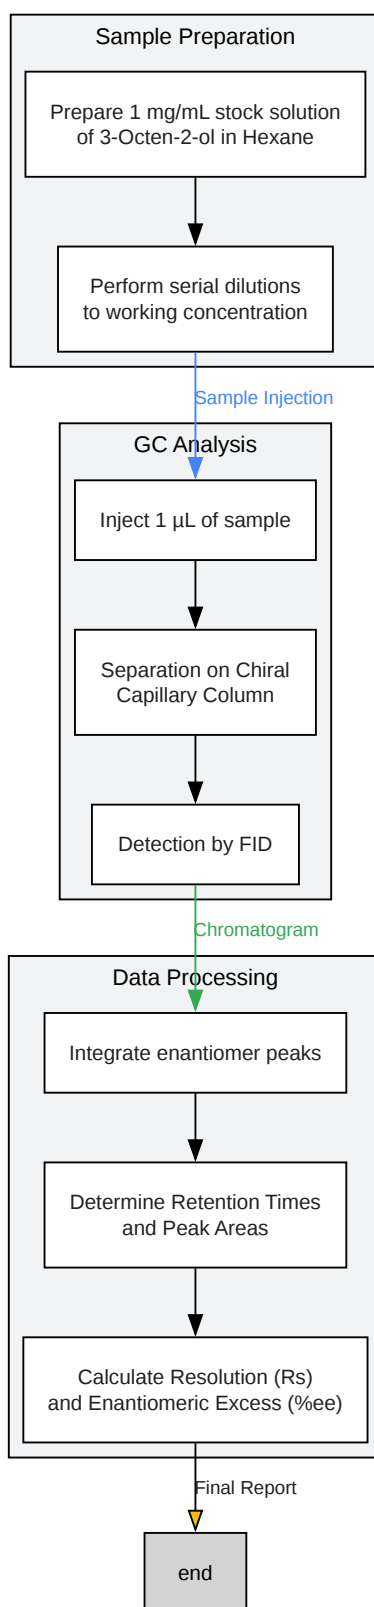 Sample Preparation
Prepare 1 mg/mL stock solution
of 3-Octen-2-ol in Hexane
Perform serial dilutions
to working concentration
Sample Injection
GC Analysis
Inject 1 µL of sample
Separation on Chiral
Capillary Column
Detection by FID
Chromatogram
Data Processing
Integrate enantiomer peaks
Determine Retention Times
and Peak Areas
Calculate Resolution (Rs)
and Enantiomeric Excess (%ee)
Final Report
end